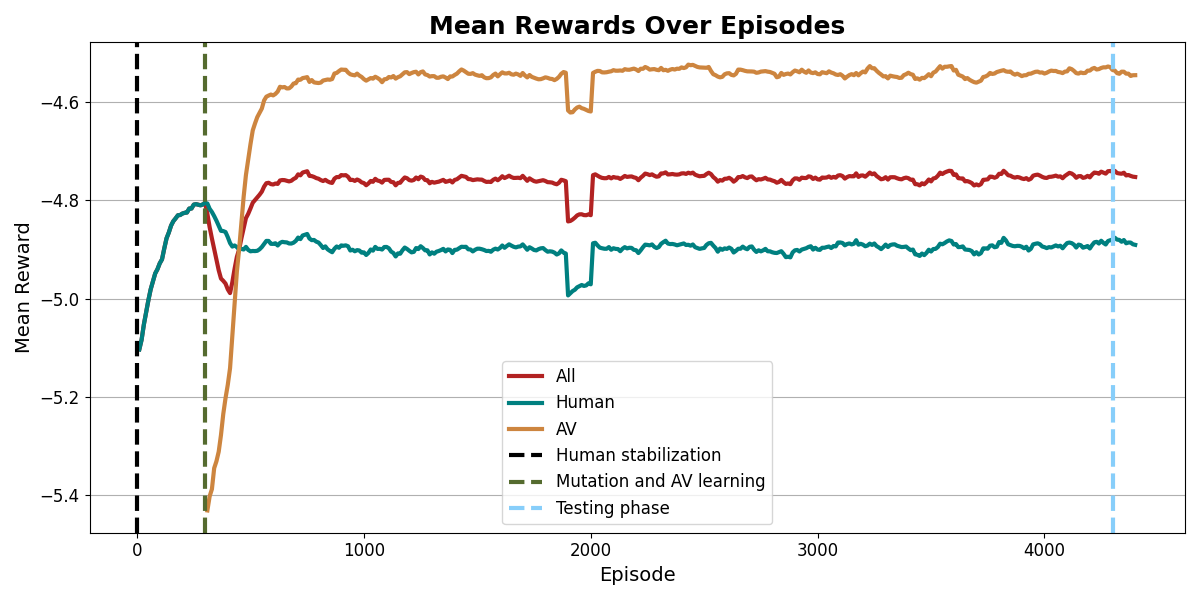 Mean Rewards Over Episodes
Mean Reward
−4.6
−4.8
−5.0
−5.2
−5.4
All
Human
AV
Human stabilization
Mutation and AV learning
Testing phase
0
1000
2000
3000
4000
Episode